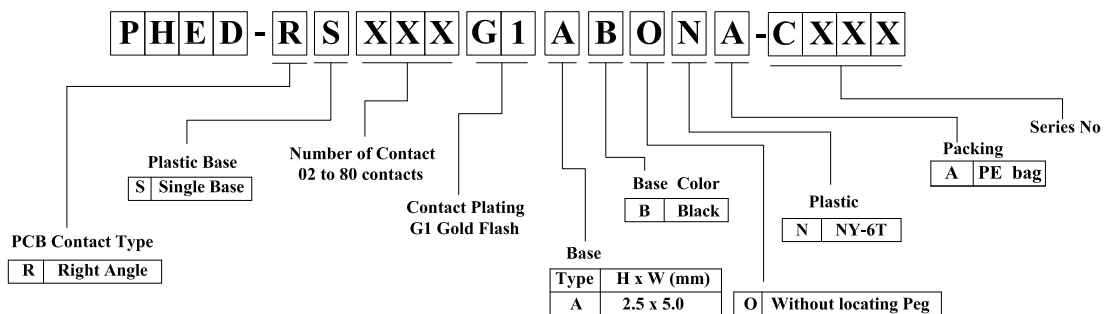 PHED-RSXXXG1ABONA-CXXX
Series No
Plastic Base
S Single Base
Number of Contact
02 to 80 contacts
Packing
A PE bag
Base Color
B Black
Plastic
N NY-6T
Contact Plating
G1 Gold Flash
PCB Contact Type
R Right Angle
Base
Type H x W (mm)
A 2.5 x 5.0
O Without locating Peg